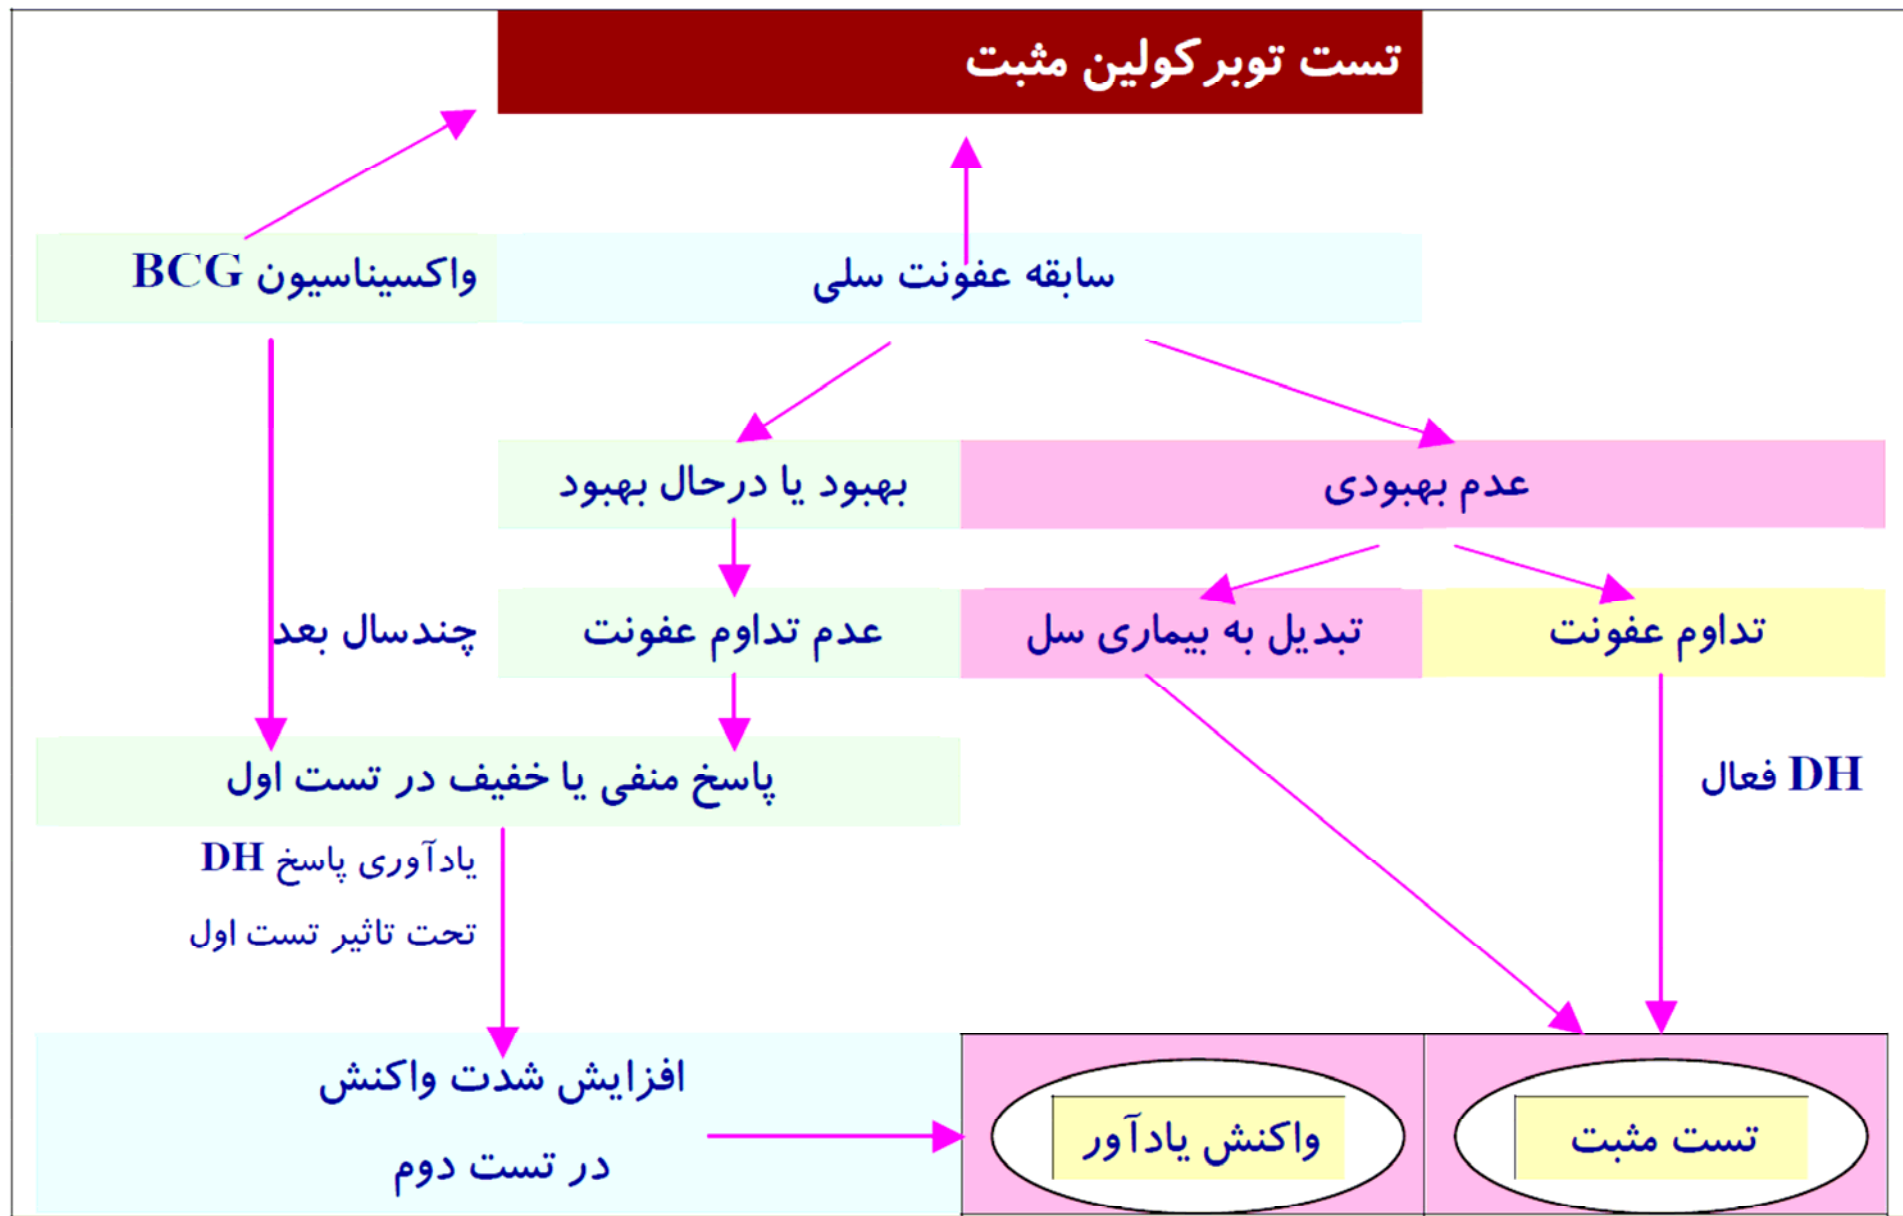 تست توبرکولین مثبت
سابقه عفونت سلی
واکسیناسیون BCG
عدم بهبودی
بهبود یا درحال بهبود
تداوم عفونت
تبدیل به بیماری سل
عدم تداوم عفونت
چندسال بعد
DH فعال
پاسخ منفی یا خفیف در تست اول
یادآوری پاسخ DH
تحت تاثیر تست اول
تست مثبت
واکنش یادآور
افزایش شدت واکنش
در تست دوم